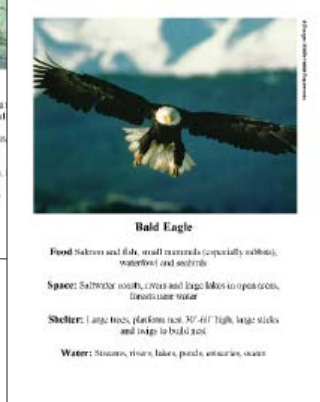 Bald Eagle
Food Salmon and fish, small mammals (especially rabbits),
waterfowl and seabirds
Space: Saltwater coasts, rivers and large lakes in open areas,
forests near water
Shelter: Large trees, platform nest 30'-60' high, large sticks
and twigs to build nest
Water: Streams, rivers, lakes, ponds, estuaries, ocean